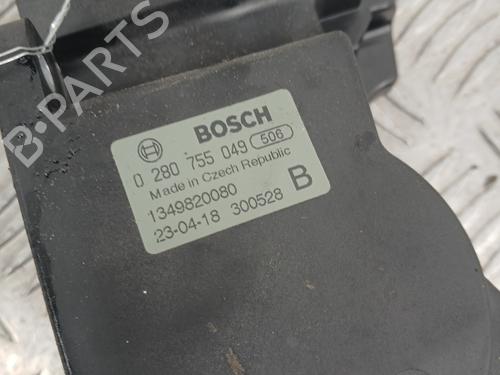 B-PARTS
BOSCH
0 280 755 049 506
Made in Czech Republic
1349820080 B
23-04-18 300528